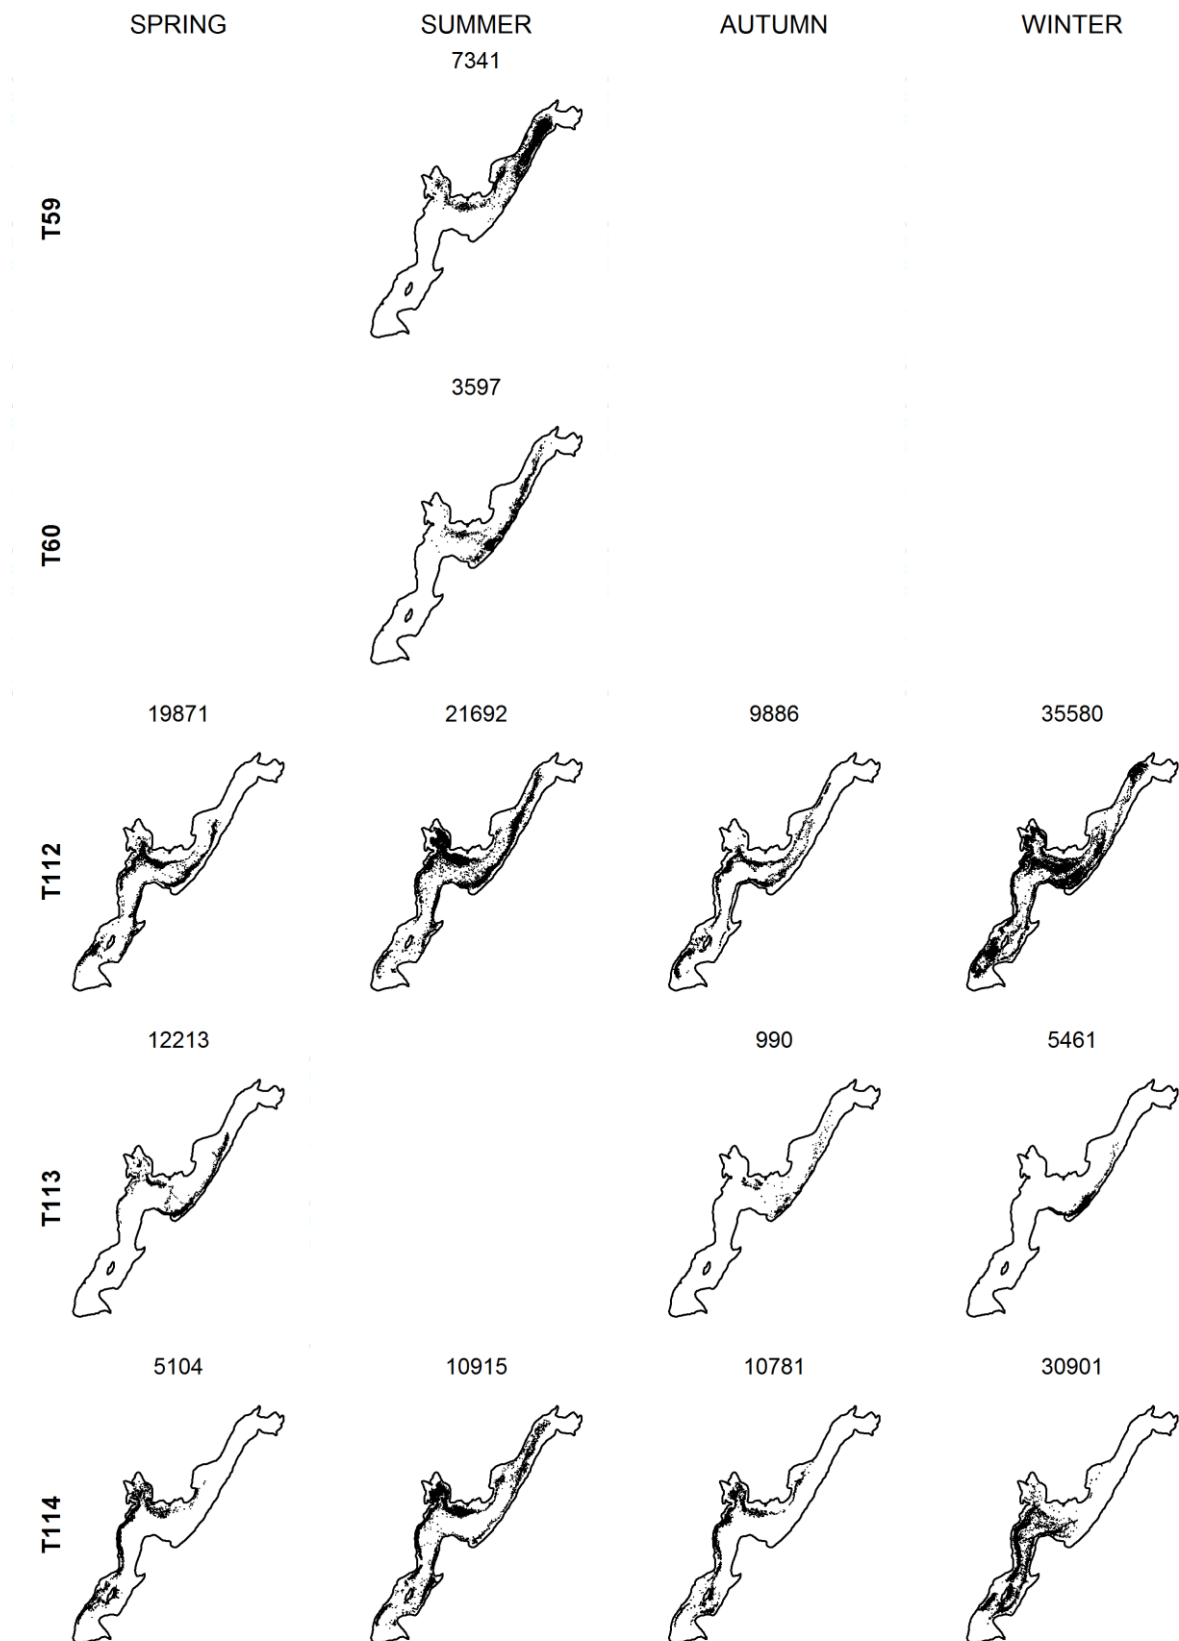 SPRING SUMMER AUTUMN WINTER
7341
T59
3597
T60
19871 21692 9886 35580
T112
12213 990 5461
T113
5104 10915 10781 30901
T114